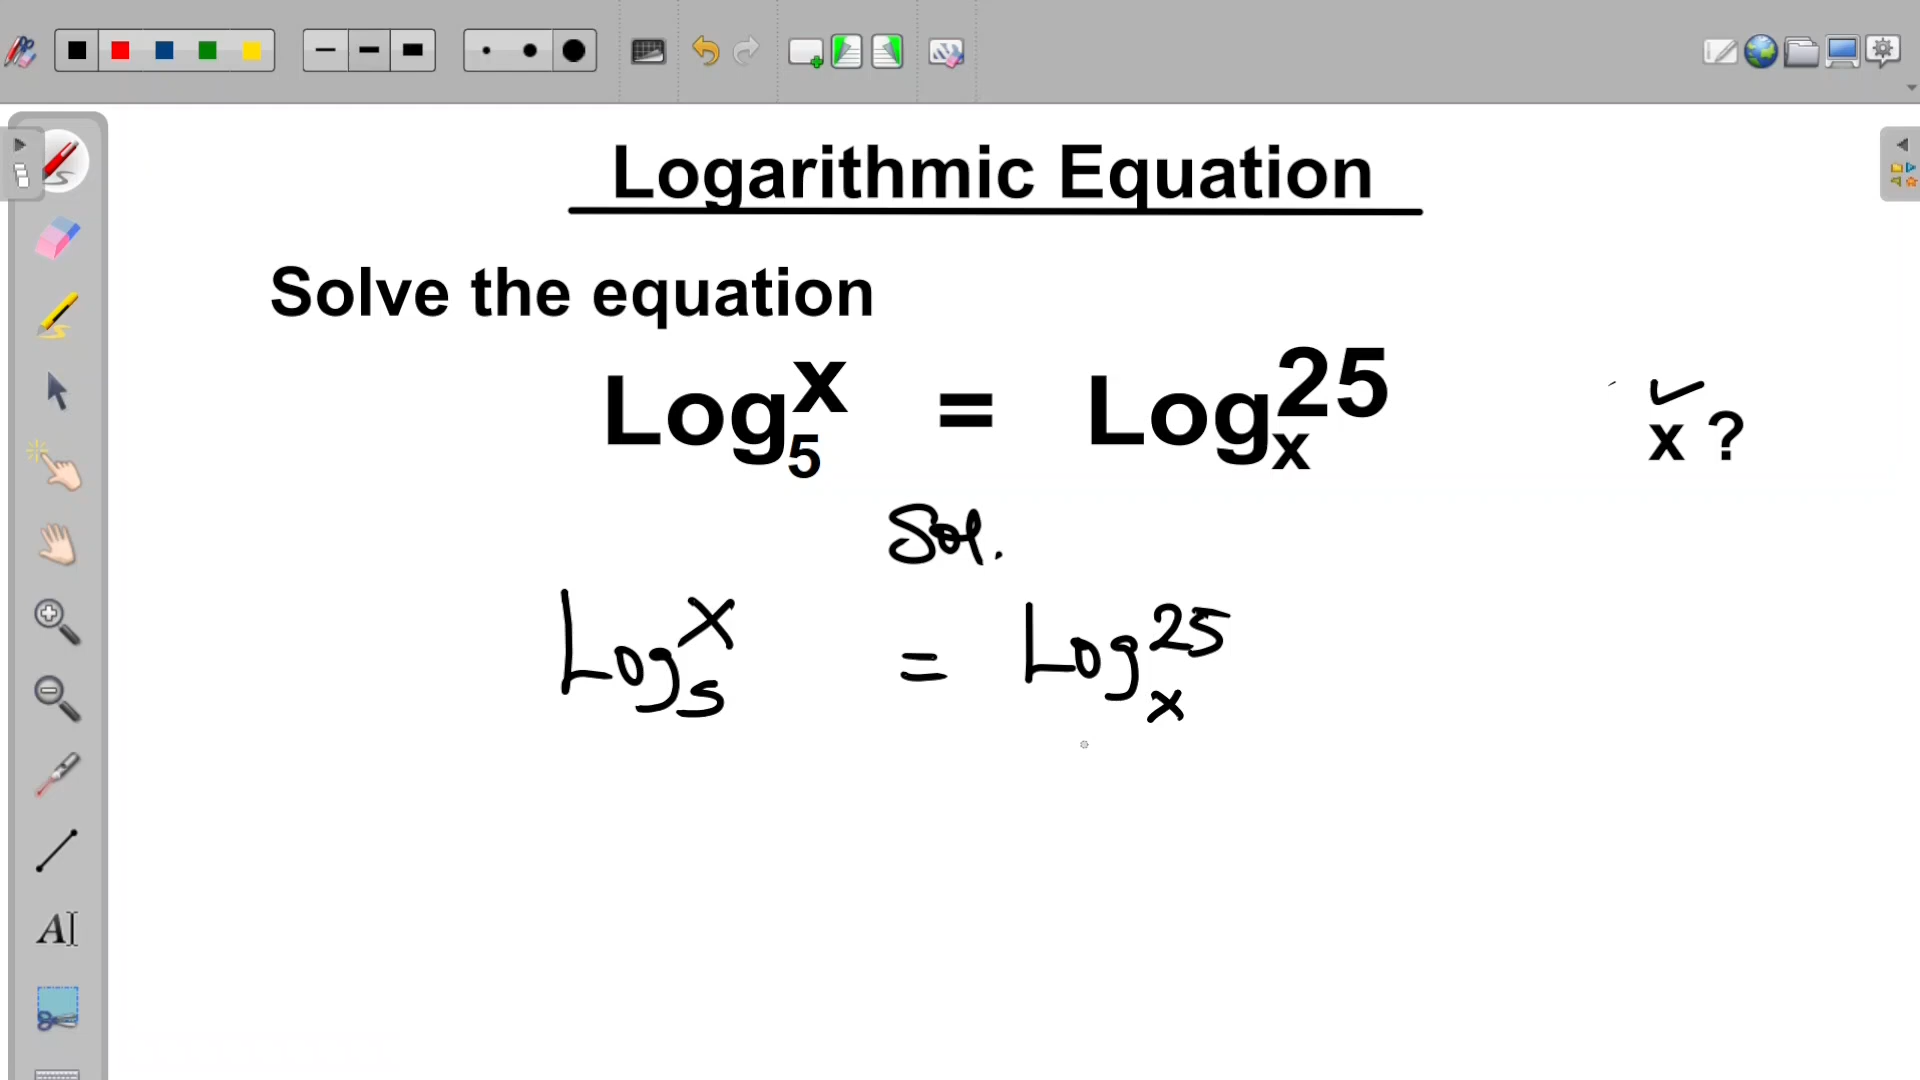 Logarithmic Equation
Solve the equation
Log₅ˣ = Logₓ²⁵ x ?
Sol.
Log₅ˣ = Logₓ²⁵